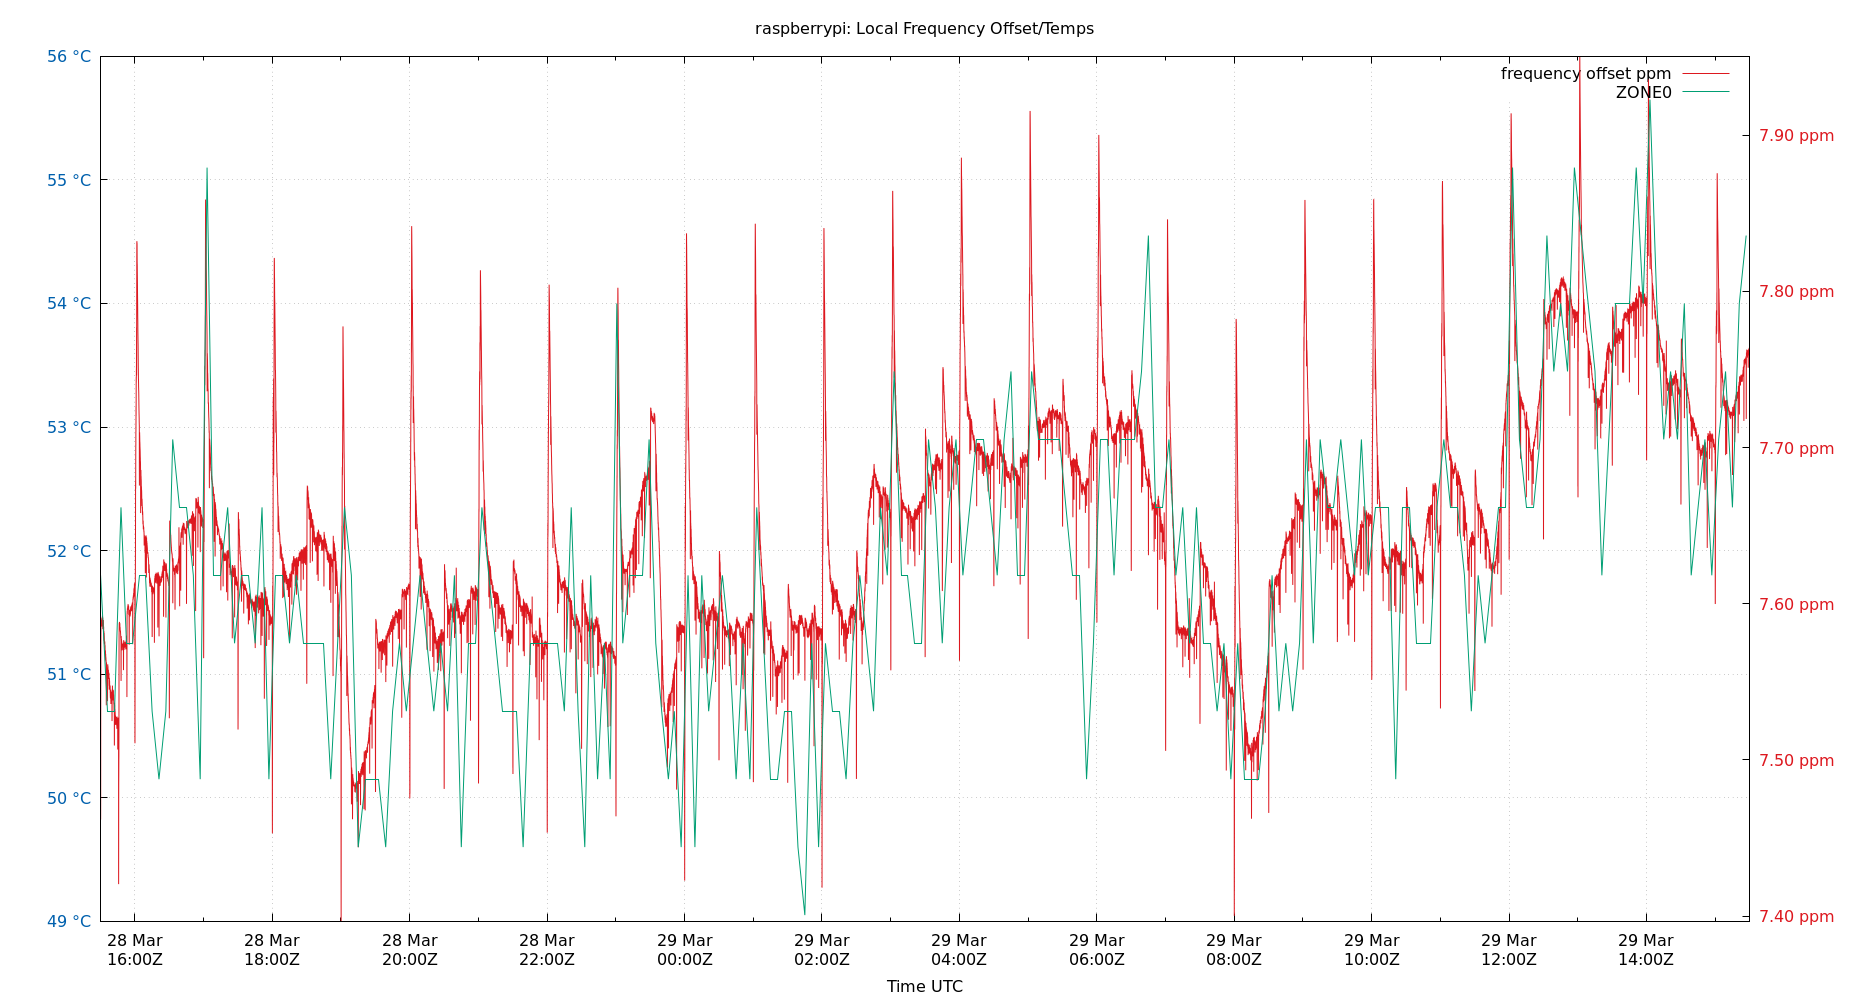 raspberrypi: Local Frequency Offset/Temps
56 °C
55 °C
54 °C
53 °C
52 °C
51 °C
50 °C
49 °C
frequency offset ppm
ZONE0
7.90 ppm
7.80 ppm
7.70 ppm
7.60 ppm
7.50 ppm
7.40 ppm
28 Mar
16:00Z
28 Mar
18:00Z
28 Mar
20:00Z
28 Mar
22:00Z
29 Mar
00:00Z
29 Mar
02:00Z
29 Mar
04:00Z
29 Mar
06:00Z
29 Mar
08:00Z
29 Mar
10:00Z
29 Mar
12:00Z
29 Mar
14:00Z
Time UTC